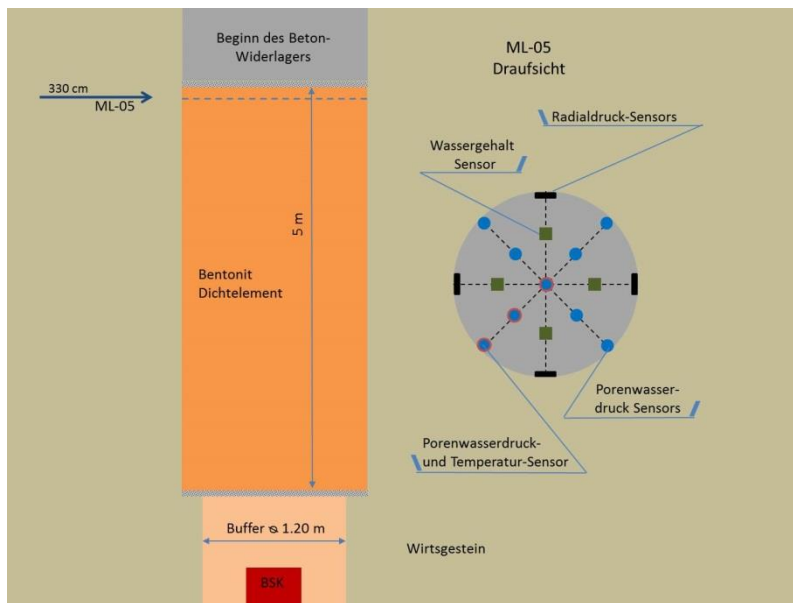 Beginn des Beton-
Widerlagers
330 cm
ML-05
5 m
Bentonit
Dichtelement
Buffer ⦰ 1.20 m
BSK
Wirtsgestein
ML-05
Draufsicht
Radialdruck-Sensors
Wassergehalt
Sensor
Porenwasser-
druck Sensors
Porenwasserdruck-
und Temperatur-Sensor